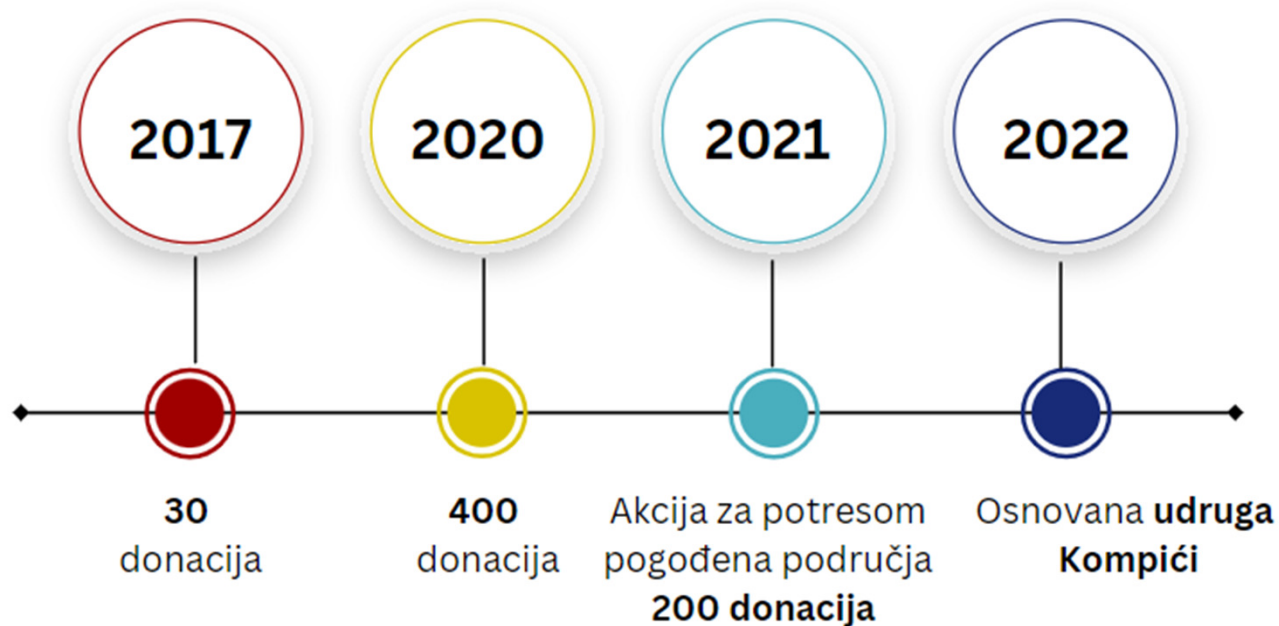 2017
2020
2021
2022
30
donacija
400
donacija
Akcija za potresom
pogođena područja
200 donacija
Osnovana udruga
Kompići